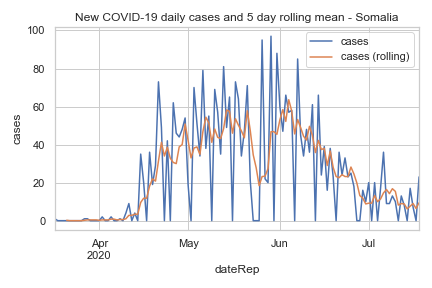 New COVID-19 daily cases and 5 day rolling mean - Somalia
100
80
60
40
20
0
cases
cases
cases (rolling)
Apr
2020
May
Jun
Jul
dateRep